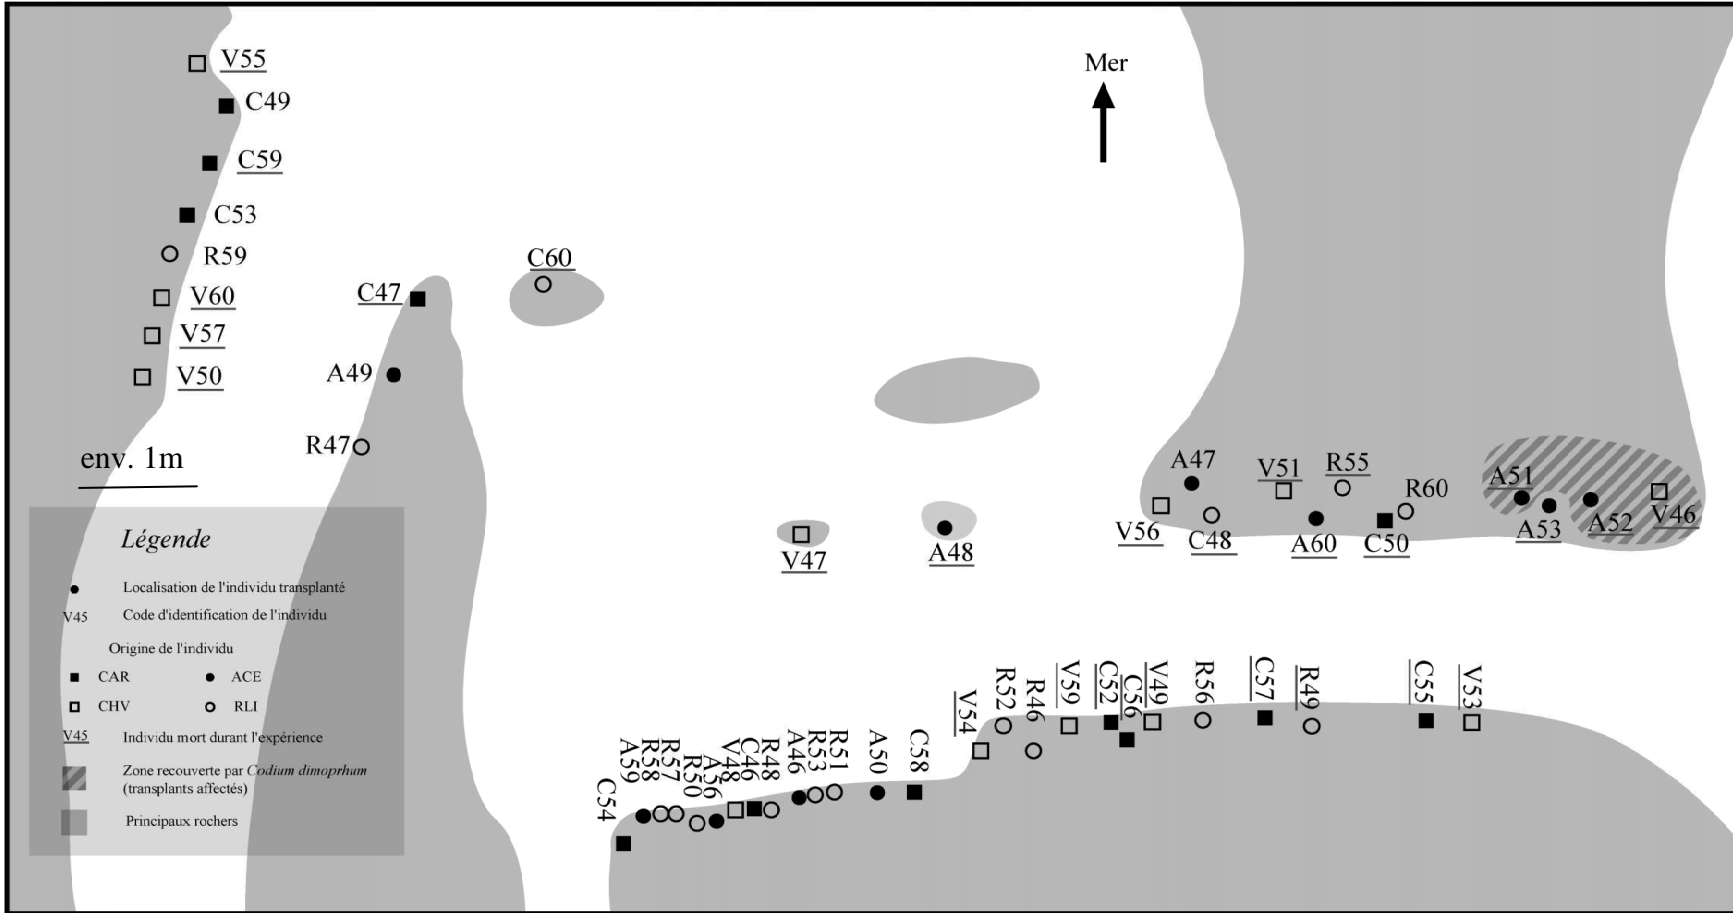 V55
Mer
C49
C59
C53
R59
C60
V60
C47
V57
A49
V50
R47
env. 1m
A47
V51
R55
A51
R60
V56
C48
A60
C50
A53
A52
V46
V47
A48
Légende
Localisation de l'individu transplanté
V45
Code d'identification de l'individu
Origine de l'individu
CAR
ACE
CHV
RLI
V45
Individu mort durant l'expérience
Zone recouverte par Codium dimoprhum
(transplants affectés)
Principaux rochers
C54
A59
R58
R57
R50
A56
V48
C46
R48
A46
R53
R51
A50
C58
V54
R52
R46
V59
C52
C56
V49
R56
C57
R49
C55
V53